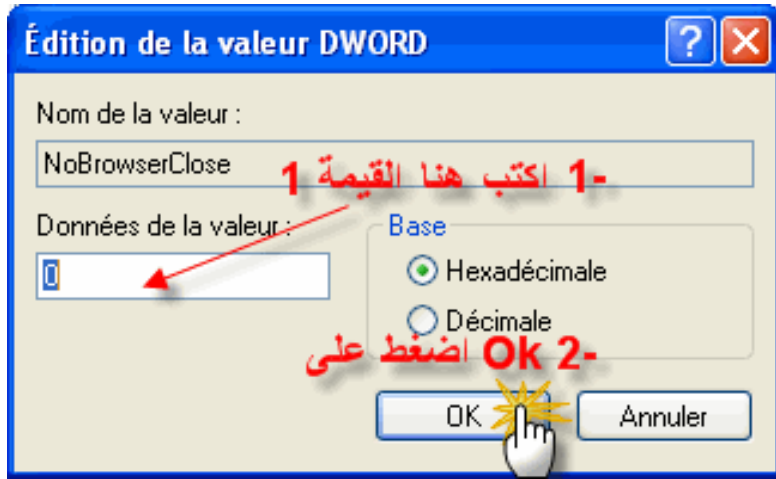 Édition de la valeur DWORD
Nom de la valeur :
NoBrowserClose
1- اكتب هنا القيمة 1
Données de la valeur :
0
Base
Hexadécimale
Décimale
2- اضغط على Ok
OK
Annuler